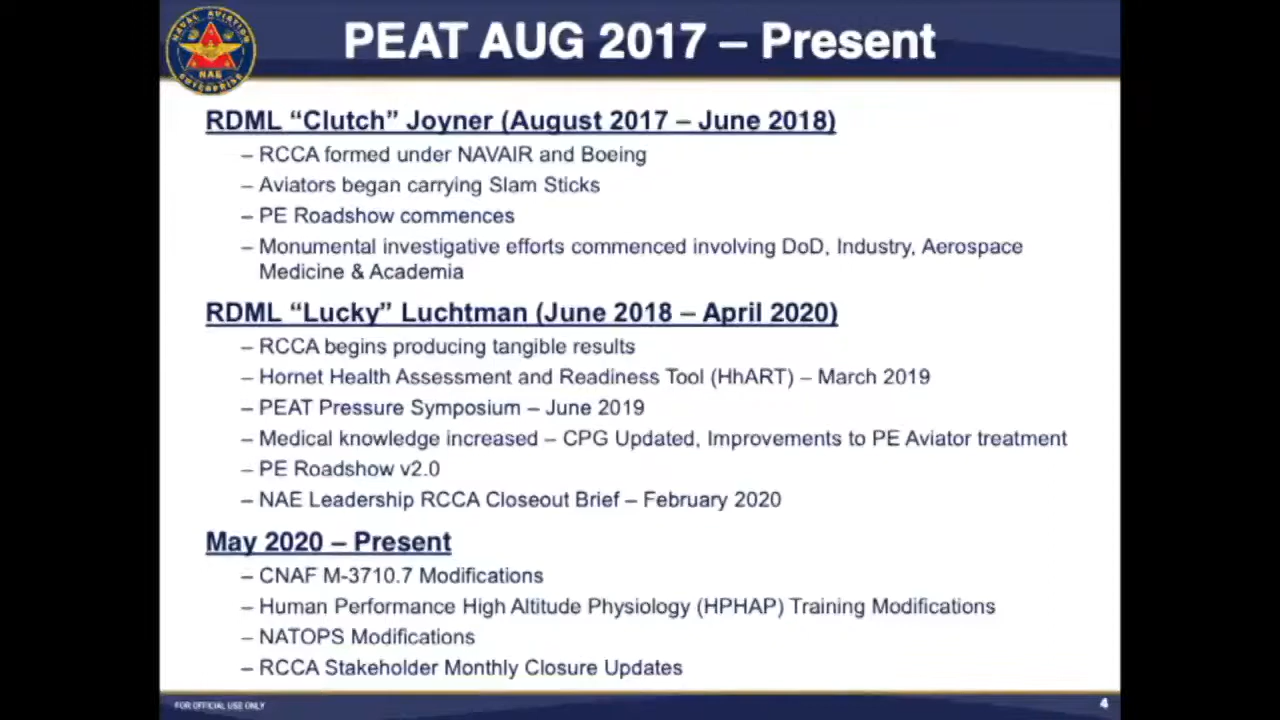 PEAT AUG 2017 – Present
NAVAL AVIATION
NAE
ENTERPRISE
RDML “Clutch” Joyner (August 2017 – June 2018)
– RCCA formed under NAVAIR and Boeing
– Aviators began carrying Slam Sticks
– PE Roadshow commences
– Monumental investigative efforts commenced involving DoD, Industry, Aerospace
Medicine & Academia
RDML “Lucky” Luchtman (June 2018 – April 2020)
– RCCA begins producing tangible results
– Hornet Health Assessment and Readiness Tool (HhART) – March 2019
– PEAT Pressure Symposium – June 2019
– Medical knowledge increased – CPG Updated, Improvements to PE Aviator treatment
– PE Roadshow v2.0
– NAE Leadership RCCA Closeout Brief – February 2020
May 2020 – Present
– CNAF M-3710.7 Modifications
– Human Performance High Altitude Physiology (HPHAP) Training Modifications
– NATOPS Modifications
– RCCA Stakeholder Monthly Closure Updates
FOR OFFICIAL USE ONLY
4